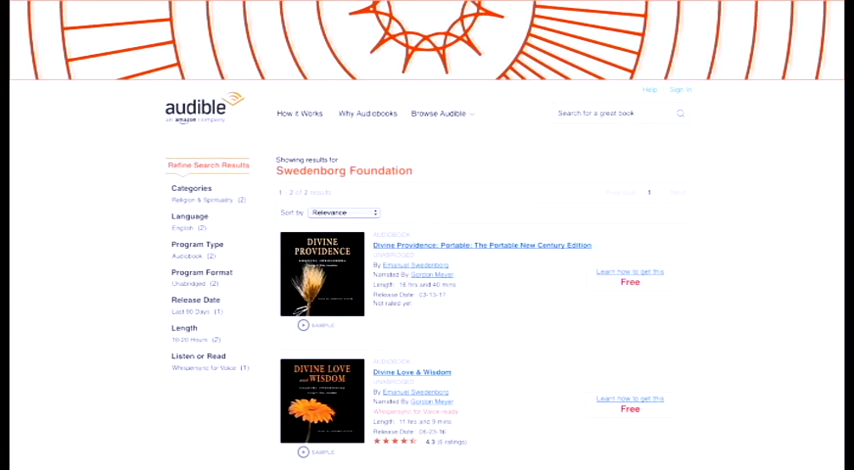 Help Sign In
audible
an amazon company
How it Works Why Audiobooks Browse Audible
Search for a great book
Refine Search Results
Categories
Religion & Spirituality (2)
Language
English (2)
Program Type
Audiobook (2)
Program Format
Unabridged (2)
Release Date
Last 90 Days (1)
Length
10-20 Hours (2)
Listen or Read
Whispersync for Voice (1)
Showing results for
Swedenborg Foundation
1 - 2 of 2 results
Previous 1 Next
Sort by Relevance
DIVINE
PROVIDENCE
SAMPLE
AUDIOBOOK
Divine Providence: Portable: The Portable New Century Edition
UNABRIDGED
By Emanuel Swedenborg
Narrated By Gordon Meyer
Length: 16 hrs and 40 mins
Release Date: 03-13-17
Not rated yet
Learn how to get this
Free
DIVINE LOVE
and WISDOM
SAMPLE
AUDIOBOOK
Divine Love & Wisdom
UNABRIDGED
By Emanuel Swedenborg
Narrated By Gordon Meyer
Whispersync for Voice-ready
Length: 11 hrs and 9 mins
4.3 (6 ratings)
Learn how to get this
Free